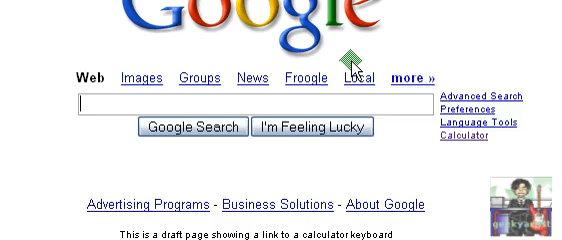 Google
Web Images Groups News Froogle Local more »
Advanced Search
Preferences
Language Tools
Calculator
Google Search I'm Feeling Lucky
Advertising Programs - Business Solutions - About Google
This is a draft page showing a link to a calculator keyboard